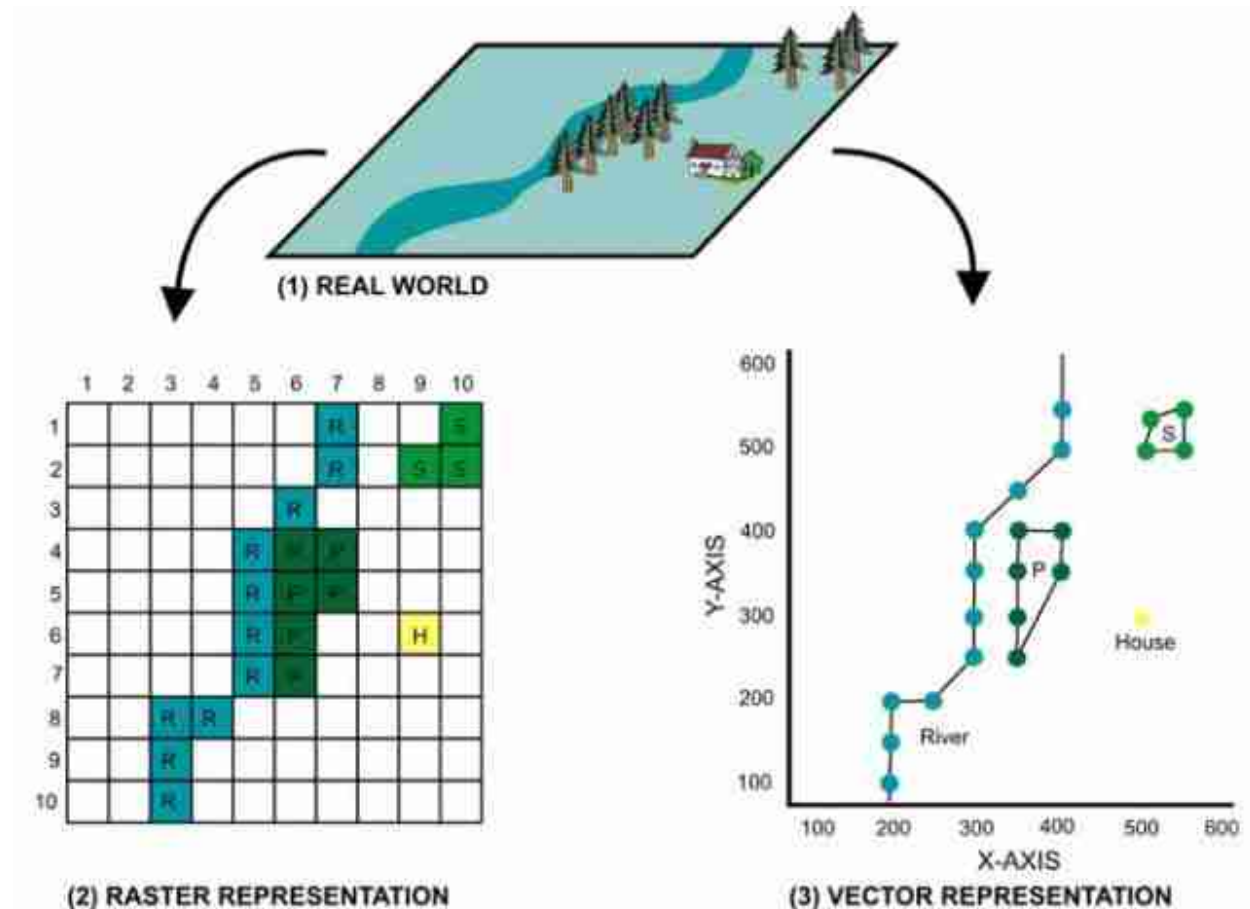 (1) REAL WORLD
1 2 3 4 5 6 7 8 9 10
1 R S
2 R S S
3 R
4 R P P
5 R P P
6 R P H
7 R P
8 R R
9 R
10 R
(2) RASTER REPRESENTATION
600
500
400
300
200
100
Y-AXIS
S
P
House
River
100 200 300 400 500 600
X-AXIS
(3) VECTOR REPRESENTATION